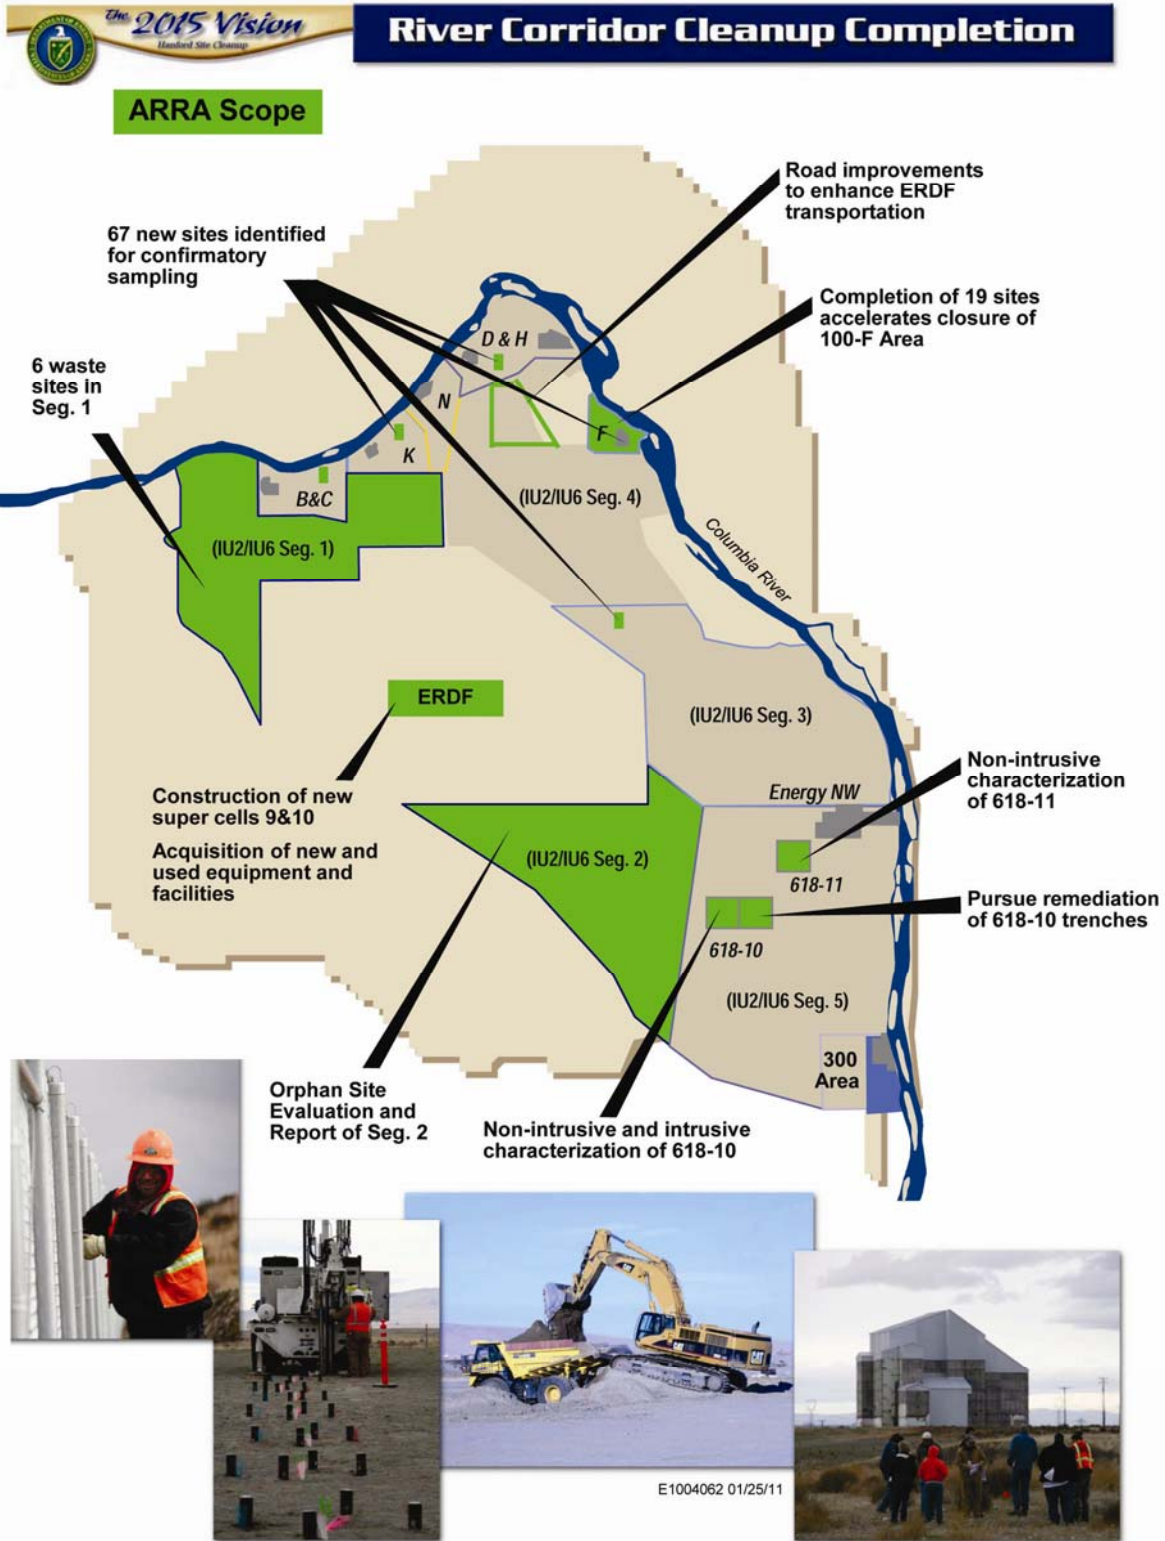 The 2015 Vision
Hanford Site Cleanup
River Corridor Cleanup Completion
ARRA Scope
Road improvements
to enhance ERDF
transportation
67 new sites identified
for confirmatory
sampling
Completion of 19 sites
accelerates closure of
100-F Area
6 waste
sites in
Seg. 1
D & H
N
F
K
B&C
(IU2/IU6 Seg. 4)
(IU2/IU6 Seg. 1)
Columbia River
ERDF
(IU2/IU6 Seg. 3)
Construction of new
super cells 9&10
Acquisition of new and
used equipment and
facilities
Energy NW
Non-intrusive
characterization
of 618-11
(IU2/IU6 Seg. 2)
618-11
Pursue remediation
of 618-10 trenches
618-10
(IU2/IU6 Seg. 5)
300
Area
Orphan Site
Evaluation and
Report of Seg. 2
Non-intrusive and intrusive
characterization of 618-10
CAT
CAT
E1004062 01/25/11